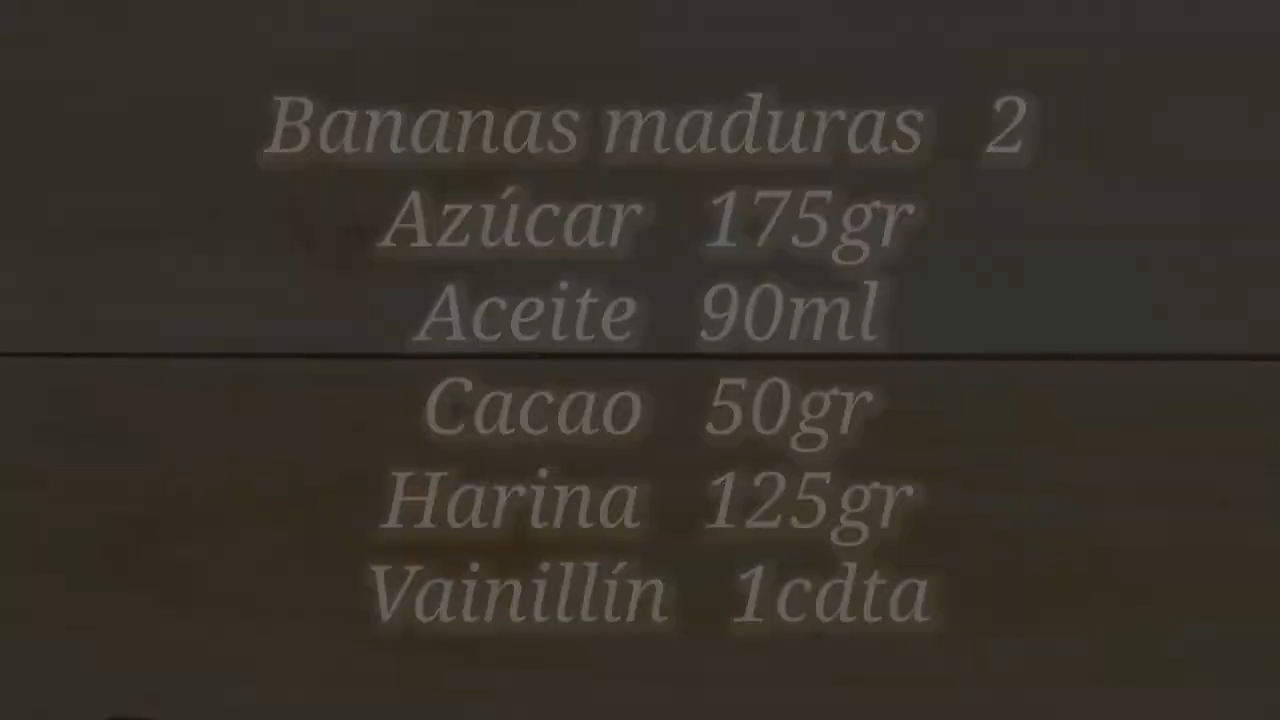 Bananas maduras 2
Azúcar 175gr
Aceite 90ml
Cacao 50gr
Harina 125gr
Vainillín 1cdta